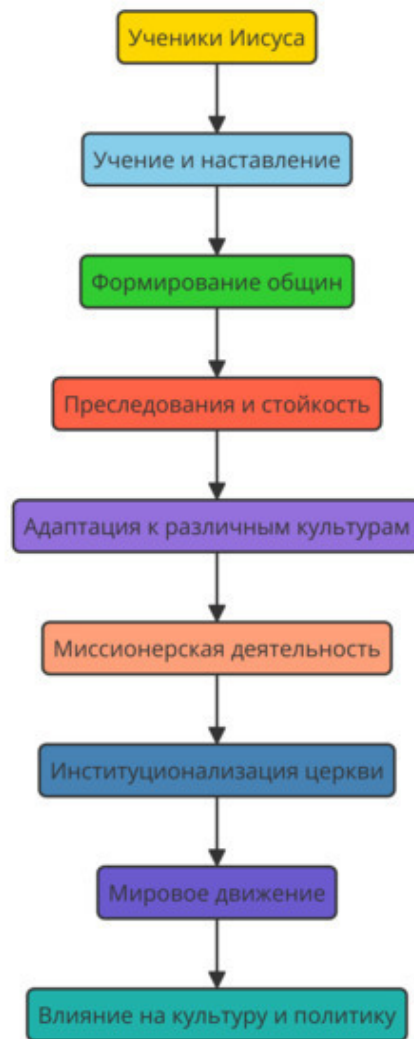 Ученики Иисуса
Учение и наставление
Формирование общин
Преследования и стойкость
Адаптация к различным культурам
Миссионерская деятельность
Институционализация церкви
Мировое движение
Влияние на культуру и политику